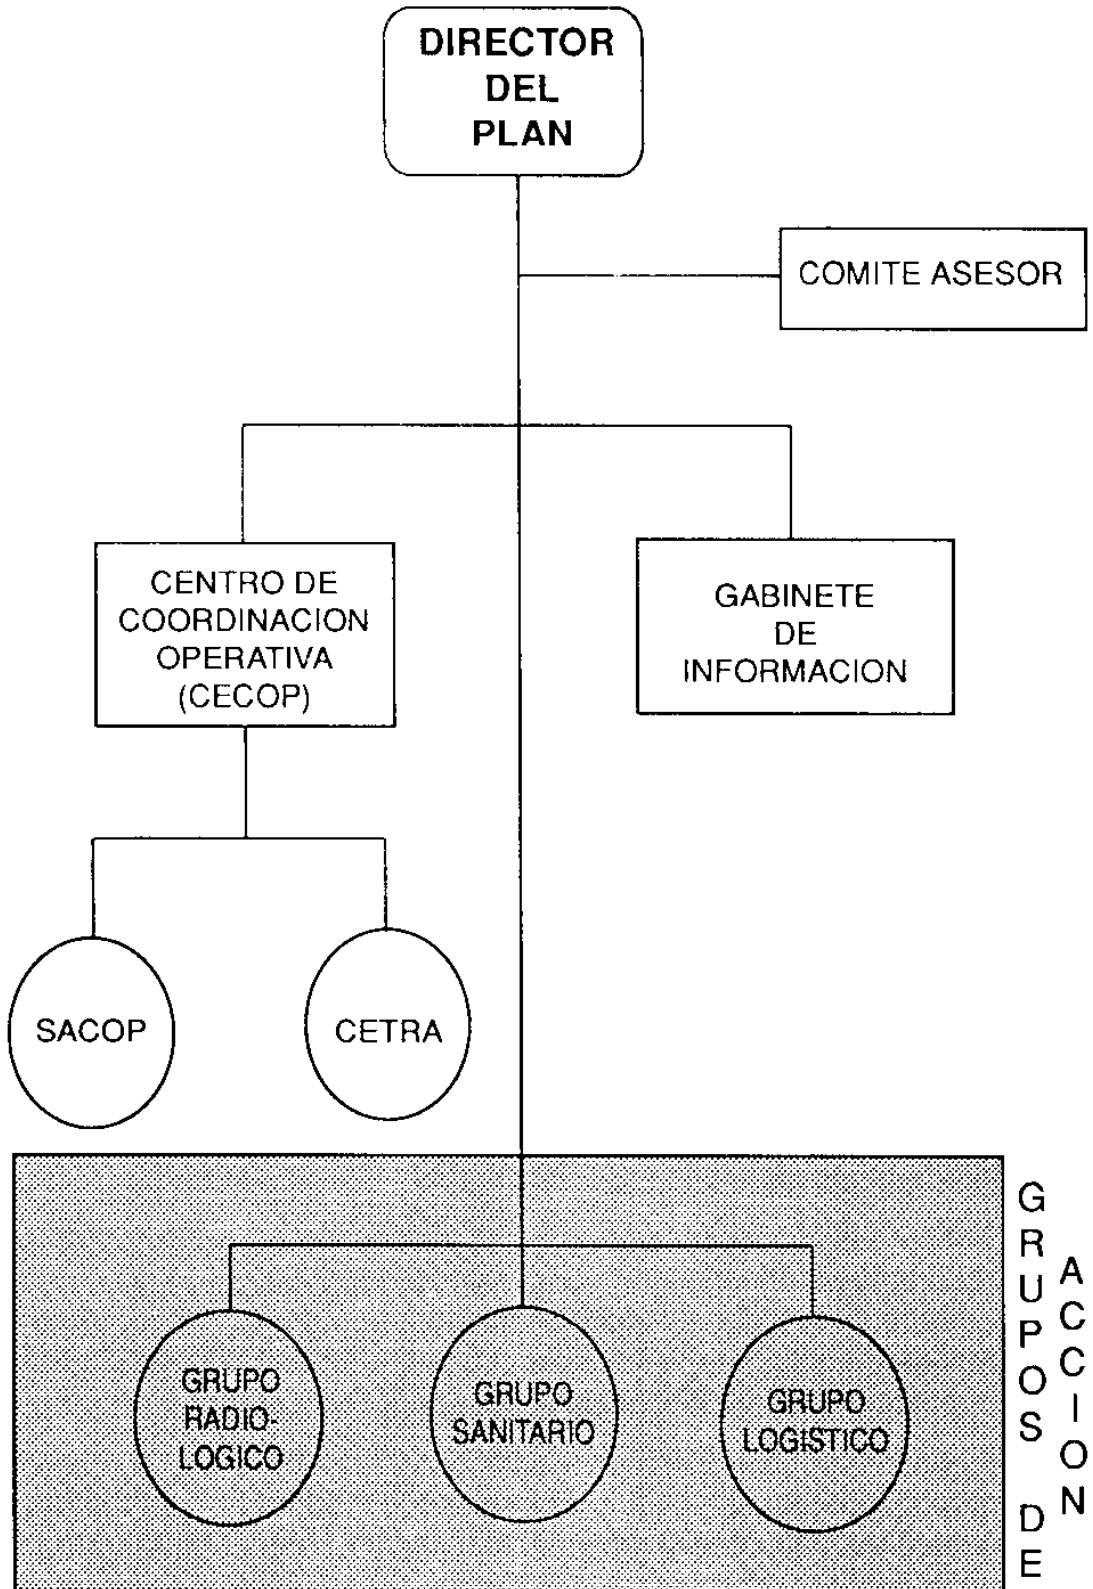 DIRECTOR
DEL
PLAN
COMITE ASESOR
CENTRO DE
COORDINACION
OPERATIVA
(CECOP)
GABINETE
DE
INFORMACION
SACOP
CETRA
GRUPO
RADIO-
LOGICO
GRUPO
SANITARIO
GRUPO
LOGISTICO
GRUPOS DE
ACCION